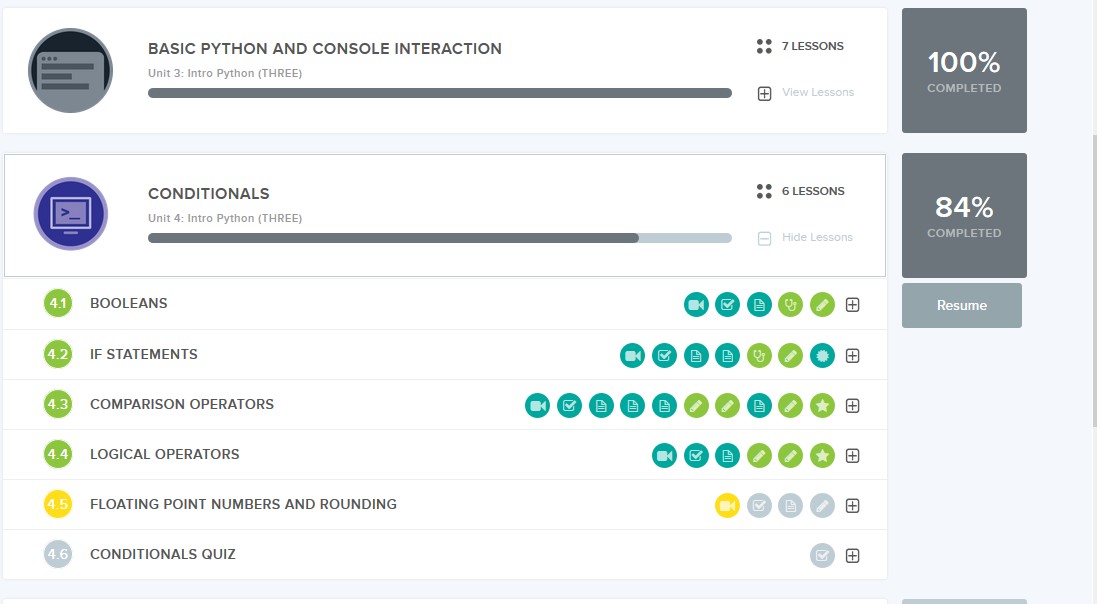 BASIC PYTHON AND CONSOLE INTERACTION
Unit 3: Intro Python (THREE)
7 LESSONS
View Lessons
100%
COMPLETED
CONDITIONALS
Unit 4: Intro Python (THREE)
6 LESSONS
Hide Lessons
84%
COMPLETED
>_
Resume
4.1 BOOLEANS
4.2 IF STATEMENTS
4.3 COMPARISON OPERATORS
4.4 LOGICAL OPERATORS
4.5 FLOATING POINT NUMBERS AND ROUNDING
4.6 CONDITIONALS QUIZ